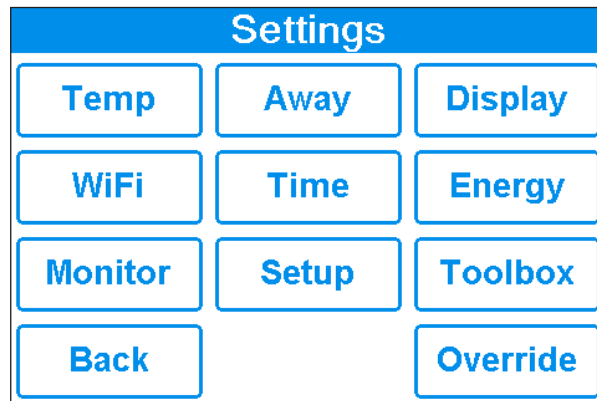 Settings
Temp Away Display
WiFi Time Energy
Monitor Setup Toolbox
Back Override